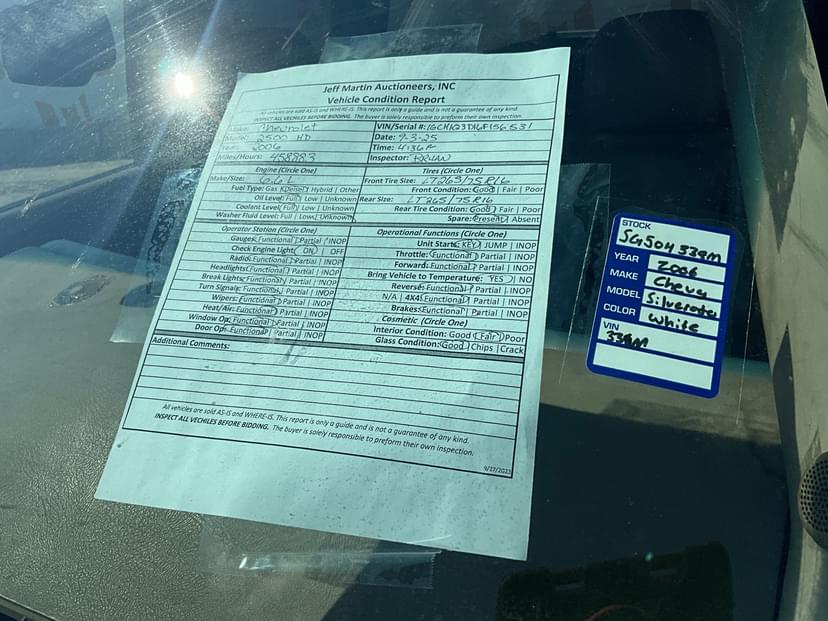 Jeff Martin Auctioneers, INC
Vehicle Condition Report
All vehicles are sold AS-IS and WHERE-IS. This report is only a guide and is not a guarantee of any kind.
INSPECT ALL VECHILES BEFORE BIDDING. The buyer is solely responsible to preform their own inspection.
Make: Chevrolet
VIN/Serial #:
Model: 2500 HD
Date: 9-3-25
Year: 2006
Time: 4:36P
Miles/Hours: 458883
Inspector: BRIAN
Engine (Circle One)
Tires (Circle One)
Make/Size: 6.6 L
Front Tire Size: LT265/75R16
Fuel Type: Gas | Diesel | Hybrid | Other
Front Condition: Good | Fair | Poor
Oil Level: Full | Low | Unknown
Rear Size: LT265/75R16
Coolant Level: Full | Low | Unknown
Rear Tire Condition: Good | Fair | Poor
Washer Fluid Level: Full | Low | Unknown
Spare: Present | Absent
Operator Station (Circle One)
Operational Functions (Circle One)
Gauges: Functional | Partial | INOP
Unit Starts: KEY | JUMP | INOP
Check Engine Light: ON | OFF
Throttle: Functional | Partial | INOP
Radio: Functional | Partial | INOP
Forward: Functional | Partial | INOP
Headlights: Functional | Partial | INOP
Bring Vehicle to Temperature: YES | NO
Break Lights: Functional | Partial | INOP
Reverse: Functional | Partial | INOP
Turn Signals: Functional | Partial | INOP
N/A | 4X4: Functional | Partial | INOP
Wipers: Functional | Partial | INOP
Brakes: Functional | Partial | INOP
Heat/Air: Functional | Partial | INOP
Cosmetic (Circle One)
Window Op: Functional | Partial | INOP
Interior Condition: Good | Fair | Poor
Door Op: Functional | Partial | INOP
Glass Condition: Good | Chips | Crack
Additional Comments:
All vehicles are sold AS-IS and WHERE-IS. This report is only a guide and is not a guarantee of any kind.
INSPECT ALL VECHILES BEFORE BIDDING. The buyer is solely responsible to preform their own inspection.
9/17/2023
STOCK
YEAR 2006
MAKE Chevy
MODEL Silverado
COLOR White
VIN